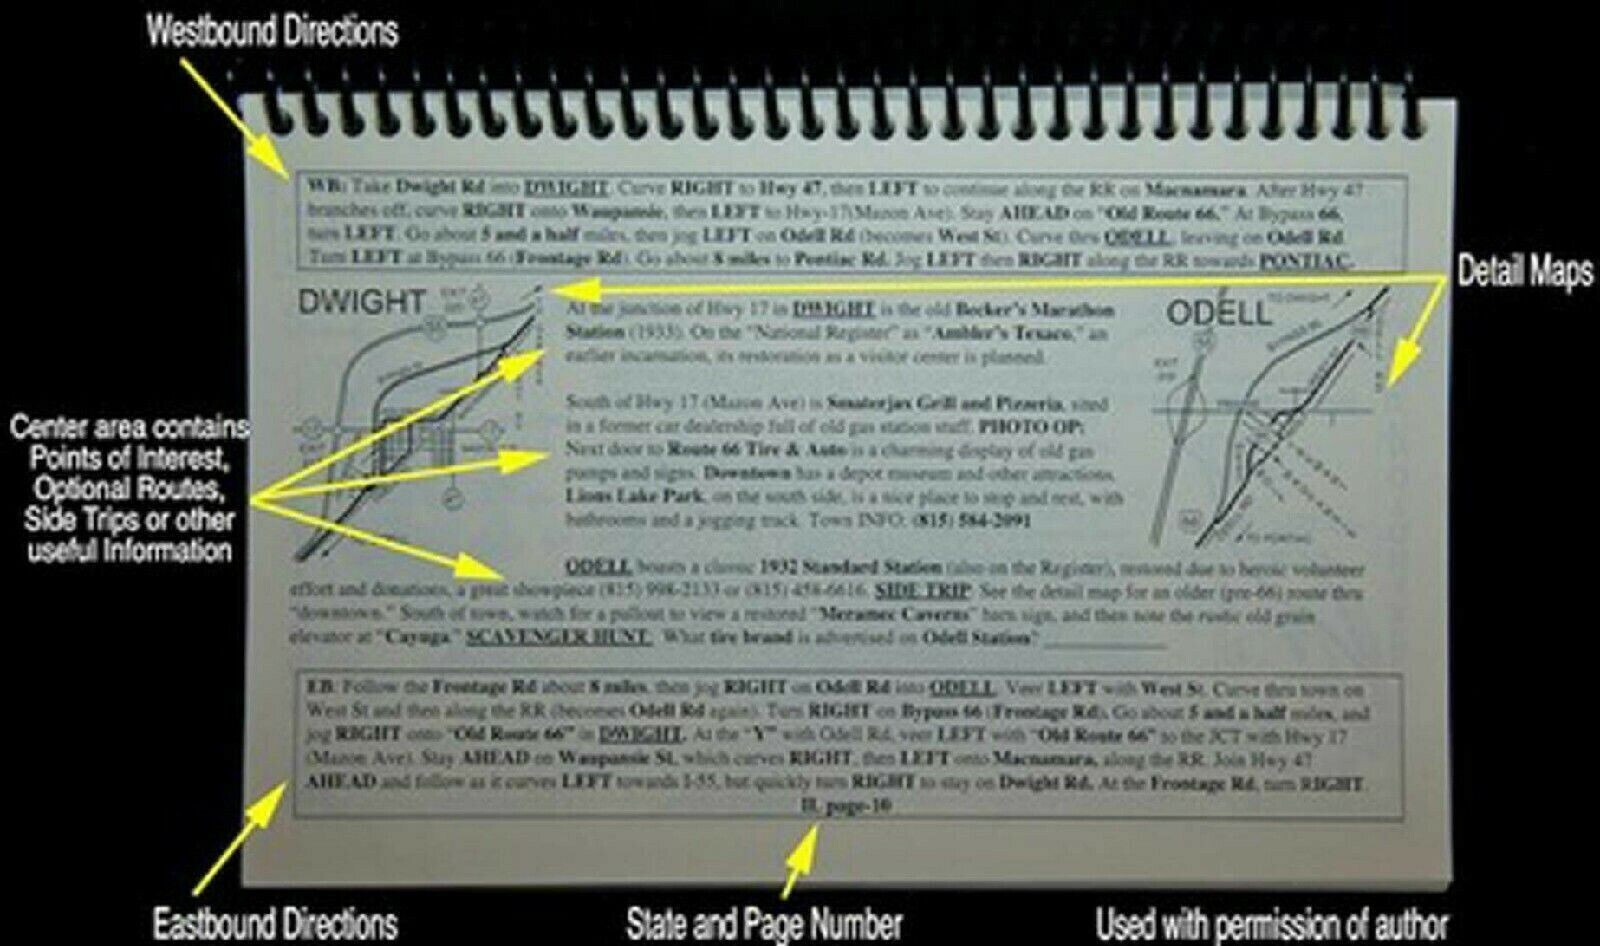 Westbound Directions
WB: Take Dwight Rd into DWIGHT. Curve RIGHT to Hwy 47, then LEFT to continue along the RR on Macnamara. After Hwy 47
branches off, curve RIGHT onto Waupansie, then LEFT to Hwy-17(Mazon Ave). Stay AHEAD on "Old Route 66." At Bypass 66,
turn LEFT. Go about 5 and a half miles, then jog LEFT on Odell Rd (becomes West St). Curve thru ODELL, leaving on Odell Rd.
Turn LEFT at Bypass 66 (Frontage Rd). Go about 8 miles to Pontiac Rd. Jog LEFT then RIGHT along the RR towards PONTIAC.
Detail Maps
DWIGHT
EXIT
ODELL
TO DWIGHT
EXIT
TO PONTIAC
At the junction of Hwy 17 in DWIGHT is the old Becker's Marathon
Station (1933). On the "National Register" as "Ambler's Texaco," an
earlier incarnation, its restoration as a visitor center is planned.
South of Hwy 17 (Mazon Ave) is Smaterjax Grill and Pizzeria, sited
in a former car dealership full of old gas station stuff. PHOTO OP:
Next door to Route 66 Tire & Auto is a charming display of old gas
pumps and signs. Downtown has a depot museum and other attractions.
Lions Lake Park, on the south side, is a nice place to stop and rest, with
bathrooms and a jogging track. Town INFO: (815) 584-2091
Center area contains
Points of Interest,
Optional Routes,
Side Trips or other
useful Information
ODELL boasts a classic 1932 Standard Station (also on the Register), restored due to heroic volunteer
effort and donations, a great showpiece (815) 998-2133 or (815) 458-6616. SIDE TRIP: See the detail map for an older (pre-66) route thru
"downtown." South of town, watch for a pullout to view a restored "Meramec Caverns" barn sign, and then note the rustic old grain
elevator at "Cayuga." SCAVENGER HUNT: What tire brand is advertised on Odell Station?
EB: Follow the Frontage Rd about 8 miles, then jog RIGHT on Odell Rd into ODELL. Veer LEFT with West St. Curve thru town on
West St and then along the RR (becomes Odell Rd again). Turn RIGHT on Bypass 66 (Frontage Rd). Go about 5 and a half miles, and
jog RIGHT onto "Old Route 66" in DWIGHT. At the "Y" with Odell Rd, veer LEFT with "Old Route 66" to the JCT with Hwy 17
(Mazon Ave). Stay AHEAD on Waupansie St, which curves RIGHT, then LEFT onto Macnamara, along the RR. Join Hwy 47
AHEAD and follow as it curves LEFT towards I-55, but quickly turn RIGHT to stay on Dwight Rd. At the Frontage Rd, turn RIGHT.
IL page-10
Eastbound Directions
State and Page Number
Used with permission of author